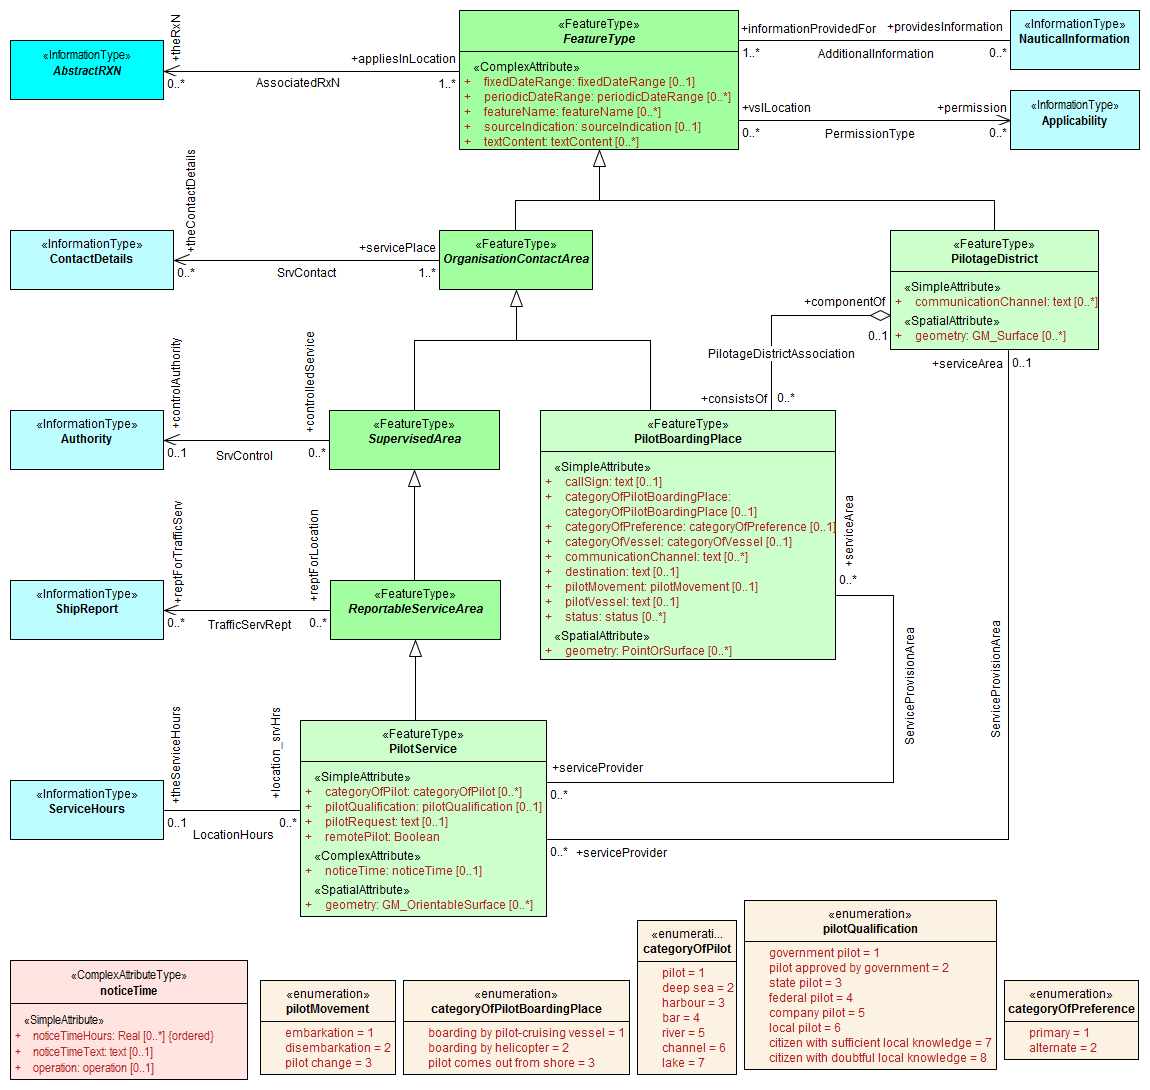 «FeatureType»
FeatureType
«ComplexAttribute»
+ fixedDateRange: fixedDateRange [0..1]
+ periodicDateRange: periodicDateRange [0..*]
+ featureName: featureName [0..*]
+ sourceIndication: sourceIndication [0..1]
+ textContent: textContent [0..*]
«InformationType»
AbstractRXN
+theRxN
0..*
AssociatedRxN
+appliesInLocation
1..*
+informationProvidedFor
1..*
AdditionalInformation
+providesInformation
0..*
«InformationType»
NauticalInformation
+vslLocation
0..*
PermissionType
+permission
0..*
«InformationType»
Applicability
«InformationType»
ContactDetails
+theContactDetails
0..*
SrvContact
+servicePlace
1..*
«FeatureType»
OrganisationContactArea
«FeatureType»
PilotageDistrict
«SimpleAttribute»
+ communicationChannel: text [0..*]
«SpatialAttribute»
+ geometry: GM_Surface [0..*]
+componentOf
0..1
PilotageDistrictAssociation
+consistsOf
0..*
+serviceArea
0..1
«InformationType»
Authority
+controlAuthority
0..1
SrvControl
+controlledService
0..*
«FeatureType»
SupervisedArea
«FeatureType»
PilotBoardingPlace
«SimpleAttribute»
+ callSign: text [0..1]
+ categoryOfPilotBoardingPlace:
categoryOfPilotBoardingPlace [0..1]
+ categoryOfPreference: categoryOfPreference [0..1]
+ categoryOfVessel: categoryOfVessel [0..1]
+ communicationChannel: text [0..*]
+ destination: text [0..1]
+ pilotMovement: pilotMovement [0..1]
+ pilotVessel: text [0..1]
+ status: status [0..*]
«SpatialAttribute»
+ geometry: PointOrSurface [0..*]
+serviceArea
0..*
ServiceProvisionArea
ServiceProvisionArea
«InformationType»
ShipReport
+reptForTrafficServ
0..*
TrafficServRept
+reptForLocation
0..*
«FeatureType»
ReportableServiceArea
«FeatureType»
PilotService
«SimpleAttribute»
+ categoryOfPilot: categoryOfPilot [0..*]
+ pilotQualification: pilotQualification [0..1]
+ pilotRequest: text [0..1]
+ remotePilot: Boolean
«ComplexAttribute»
+ noticeTime: noticeTime [0..1]
«SpatialAttribute»
+ geometry: GM_OrientableSurface [0..*]
+serviceProvider
0..*
0..* +serviceProvider
«InformationType»
ServiceHours
+theServiceHours
0..1
LocationHours
+location_srvHrs
0..*
«ComplexAttributeType»
noticeTime
«SimpleAttribute»
+ noticeTimeHours: Real [0..*] {ordered}
+ noticeTimeText: text [0..1]
+ operation: operation [0..1]
«enumeration»
pilotMovement
embarkation = 1
disembarkation = 2
pilot change = 3
«enumeration»
categoryOfPilotBoardingPlace
boarding by pilot-cruising vessel = 1
boarding by helicopter = 2
pilot comes out from shore = 3
«enumerati...
categoryOfPilot
pilot = 1
deep sea = 2
harbour = 3
bar = 4
river = 5
channel = 6
lake = 7
«enumeration»
pilotQualification
government pilot = 1
pilot approved by government = 2
state pilot = 3
federal pilot = 4
company pilot = 5
local pilot = 6
citizen with sufficient local knowledge = 7
citizen with doubtful local knowledge = 8
«enumeration»
categoryOfPreference
primary = 1
alternate = 2